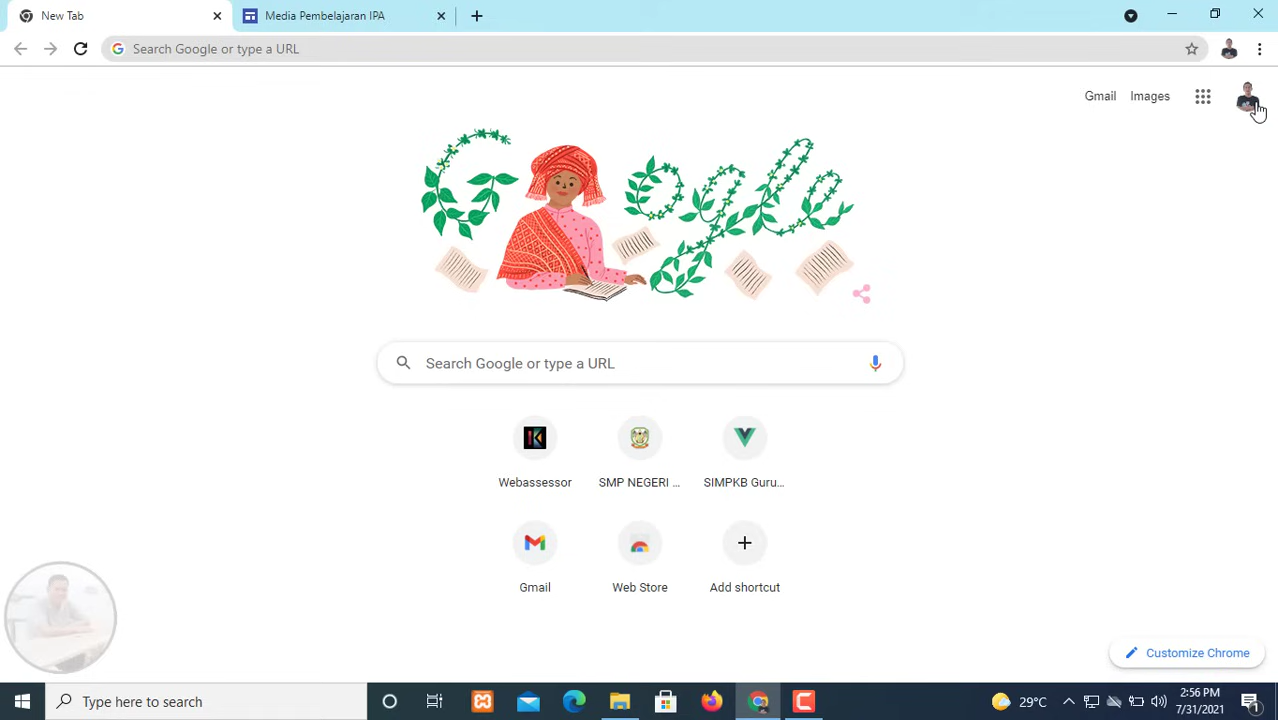 New Tab
Media Pembelajaran IPA
Search Google or type a URL
Gmail
Images
Search Google or type a URL
Webassessor
SMP NEGERI ...
SIMPKB Guru...
Gmail
Web Store
Add shortcut
Customize Chrome
Type here to search
29°C
2:56 PM
7/31/2021
1